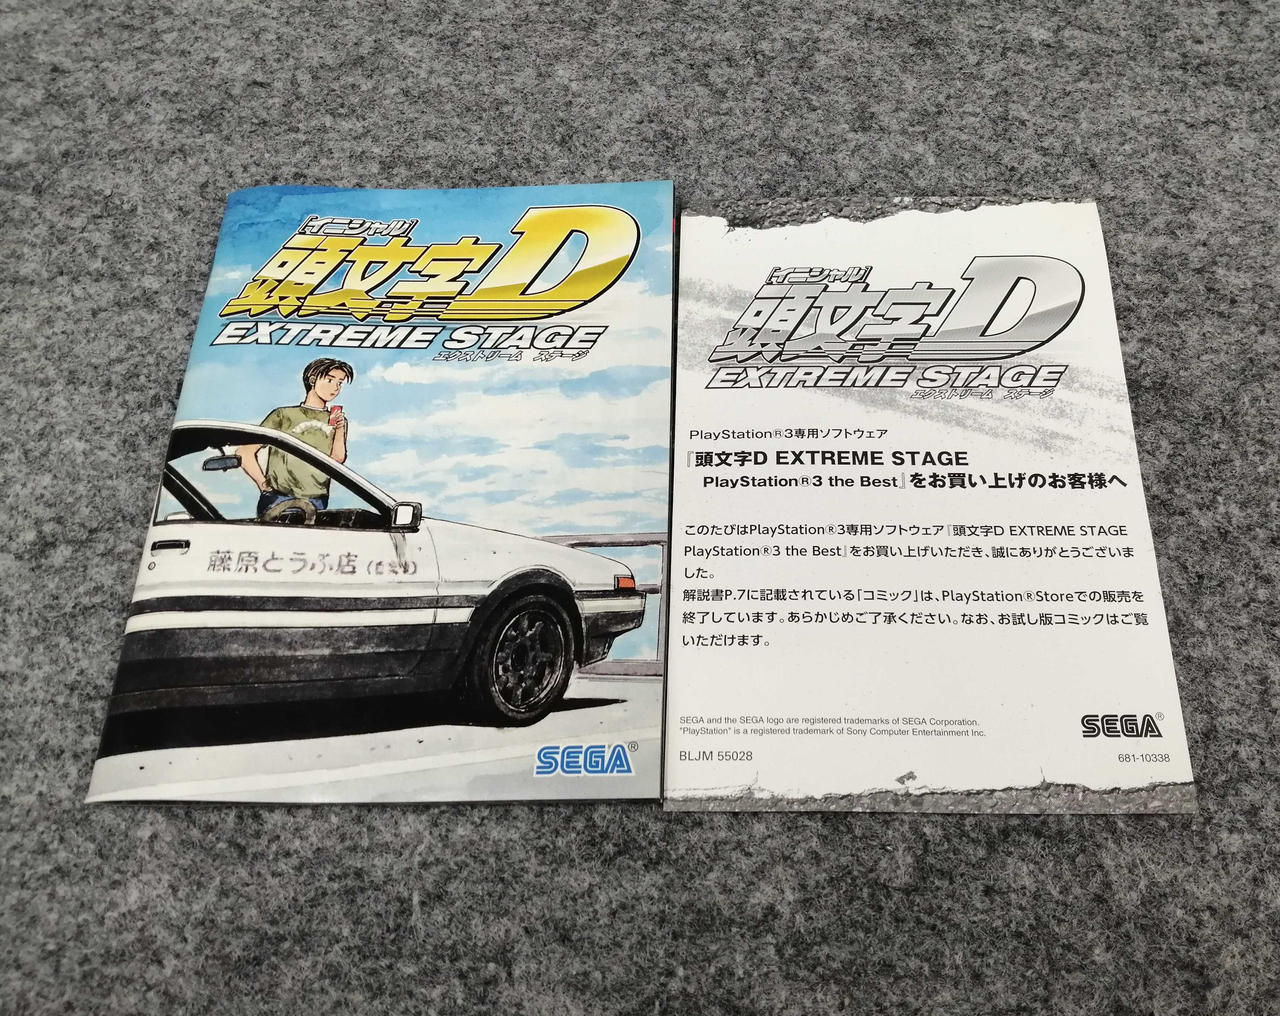 [イニシャル]
頭文字D
EXTREME STAGE
エクストリーム ステージ
藤原とうふ店(自家用)
SEGA®
[イニシャル]
頭文字D
EXTREME STAGE
エクストリーム ステージ
PlayStation®3専用ソフトウェア
『頭文字D EXTREME STAGE
PlayStation®3 the Best』をお買い上げのお客様へ
このたびはPlayStation®3専用ソフトウェア『頭文字D EXTREME STAGE
PlayStation®3 the Best』をお買い上げいただき、誠にありがとうございま
した。
解説書P.7に記載されている「コミック」は、PlayStation®Storeでの販売を
終了しています。あらかじめご了承ください。なお、お試し版コミックはご覧
いただけます。
SEGA and the SEGA logo are registered trademarks of SEGA Corporation.
"PlayStation" is a registered trademark of Sony Computer Entertainment Inc.
SEGA®
BLJM 55028
681-10338